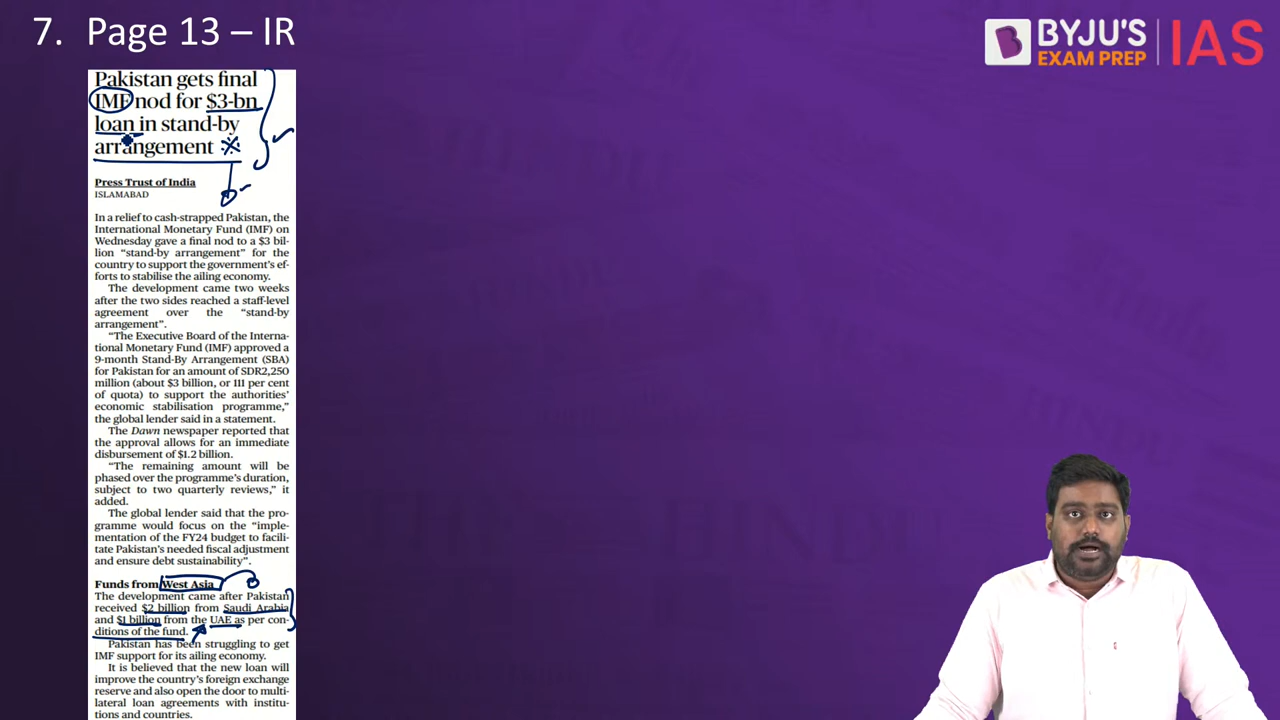 7. Page 13 – IR
BYJU'S
EXAM PREP
IAS
Pakistan gets final
IMF nod for $3-bn
loan in stand-by
arrangement
Press Trust of India
ISLAMABAD
In a relief to cash-strapped Pakistan, the
International Monetary Fund (IMF) on
Wednesday gave a final nod to a $3 bil-
lion “stand-by arrangement” for the
country to support the government’s ef-
forts to stabilise the ailing economy.
The development came two weeks
after the two sides reached a staff-level
agreement over the “stand-by
arrangement”.
“The Executive Board of the Interna-
tional Monetary Fund (IMF) approved a
9-month Stand-By Arrangement (SBA)
for Pakistan for an amount of SDR2,250
million (about $3 billion, or 111 per cent
of quota) to support the authorities’
economic stabilisation programme,”
the global lender said in a statement.
The Dawn newspaper reported that
the approval allows for an immediate
disbursement of $1.2 billion.
“The remaining amount will be
phased over the programme’s duration,
subject to two quarterly reviews,” it
added.
The global lender said that the pro-
gramme would focus on the “imple-
mentation of the FY24 budget to facili-
tate Pakistan’s needed fiscal adjustment
and ensure debt sustainability”.
Funds from West Asia
The development came after Pakistan
received $2 billion from Saudi Arabia
and $1 billion from the UAE as per con-
ditions of the fund.
Pakistan has been struggling to get
IMF support for its ailing economy.
It is believed that the new loan will
improve the country’s foreign exchange
reserve and also open the door to multi-
lateral loan agreements with institu-
tions and countries.